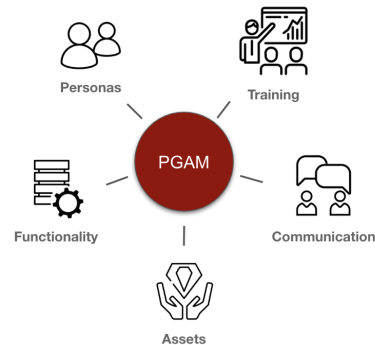 Personas
Training
PGAM
Functionality
Communication
Assets